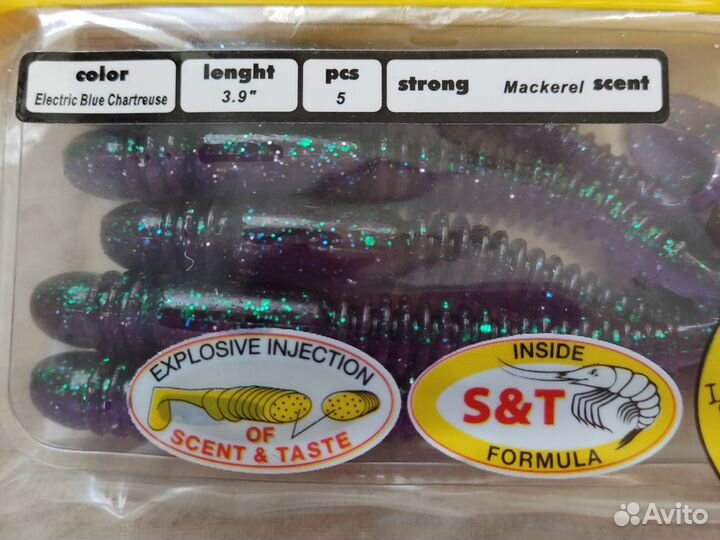 color lenght pcs strong Mackerel scent
Electric Blue Chartreuse 3.9" 5
EXPLOSIVE INJECTION
OF
SCENT & TASTE
INSIDE
S&T
FORMULA
Avito